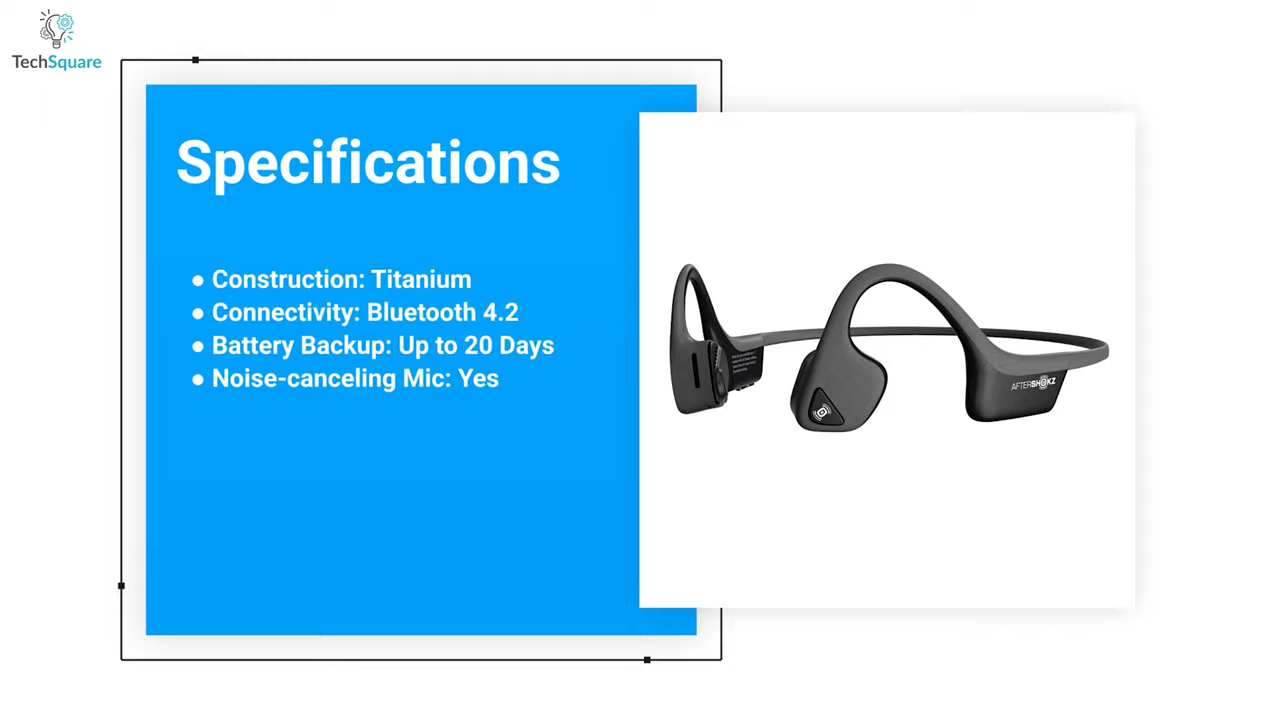 TechSquare
Specifications
● Construction: Titanium
● Connectivity: Bluetooth 4.2
● Battery Backup: Up to 20 Days
● Noise-canceling Mic: Yes
AFTERSHOKZ